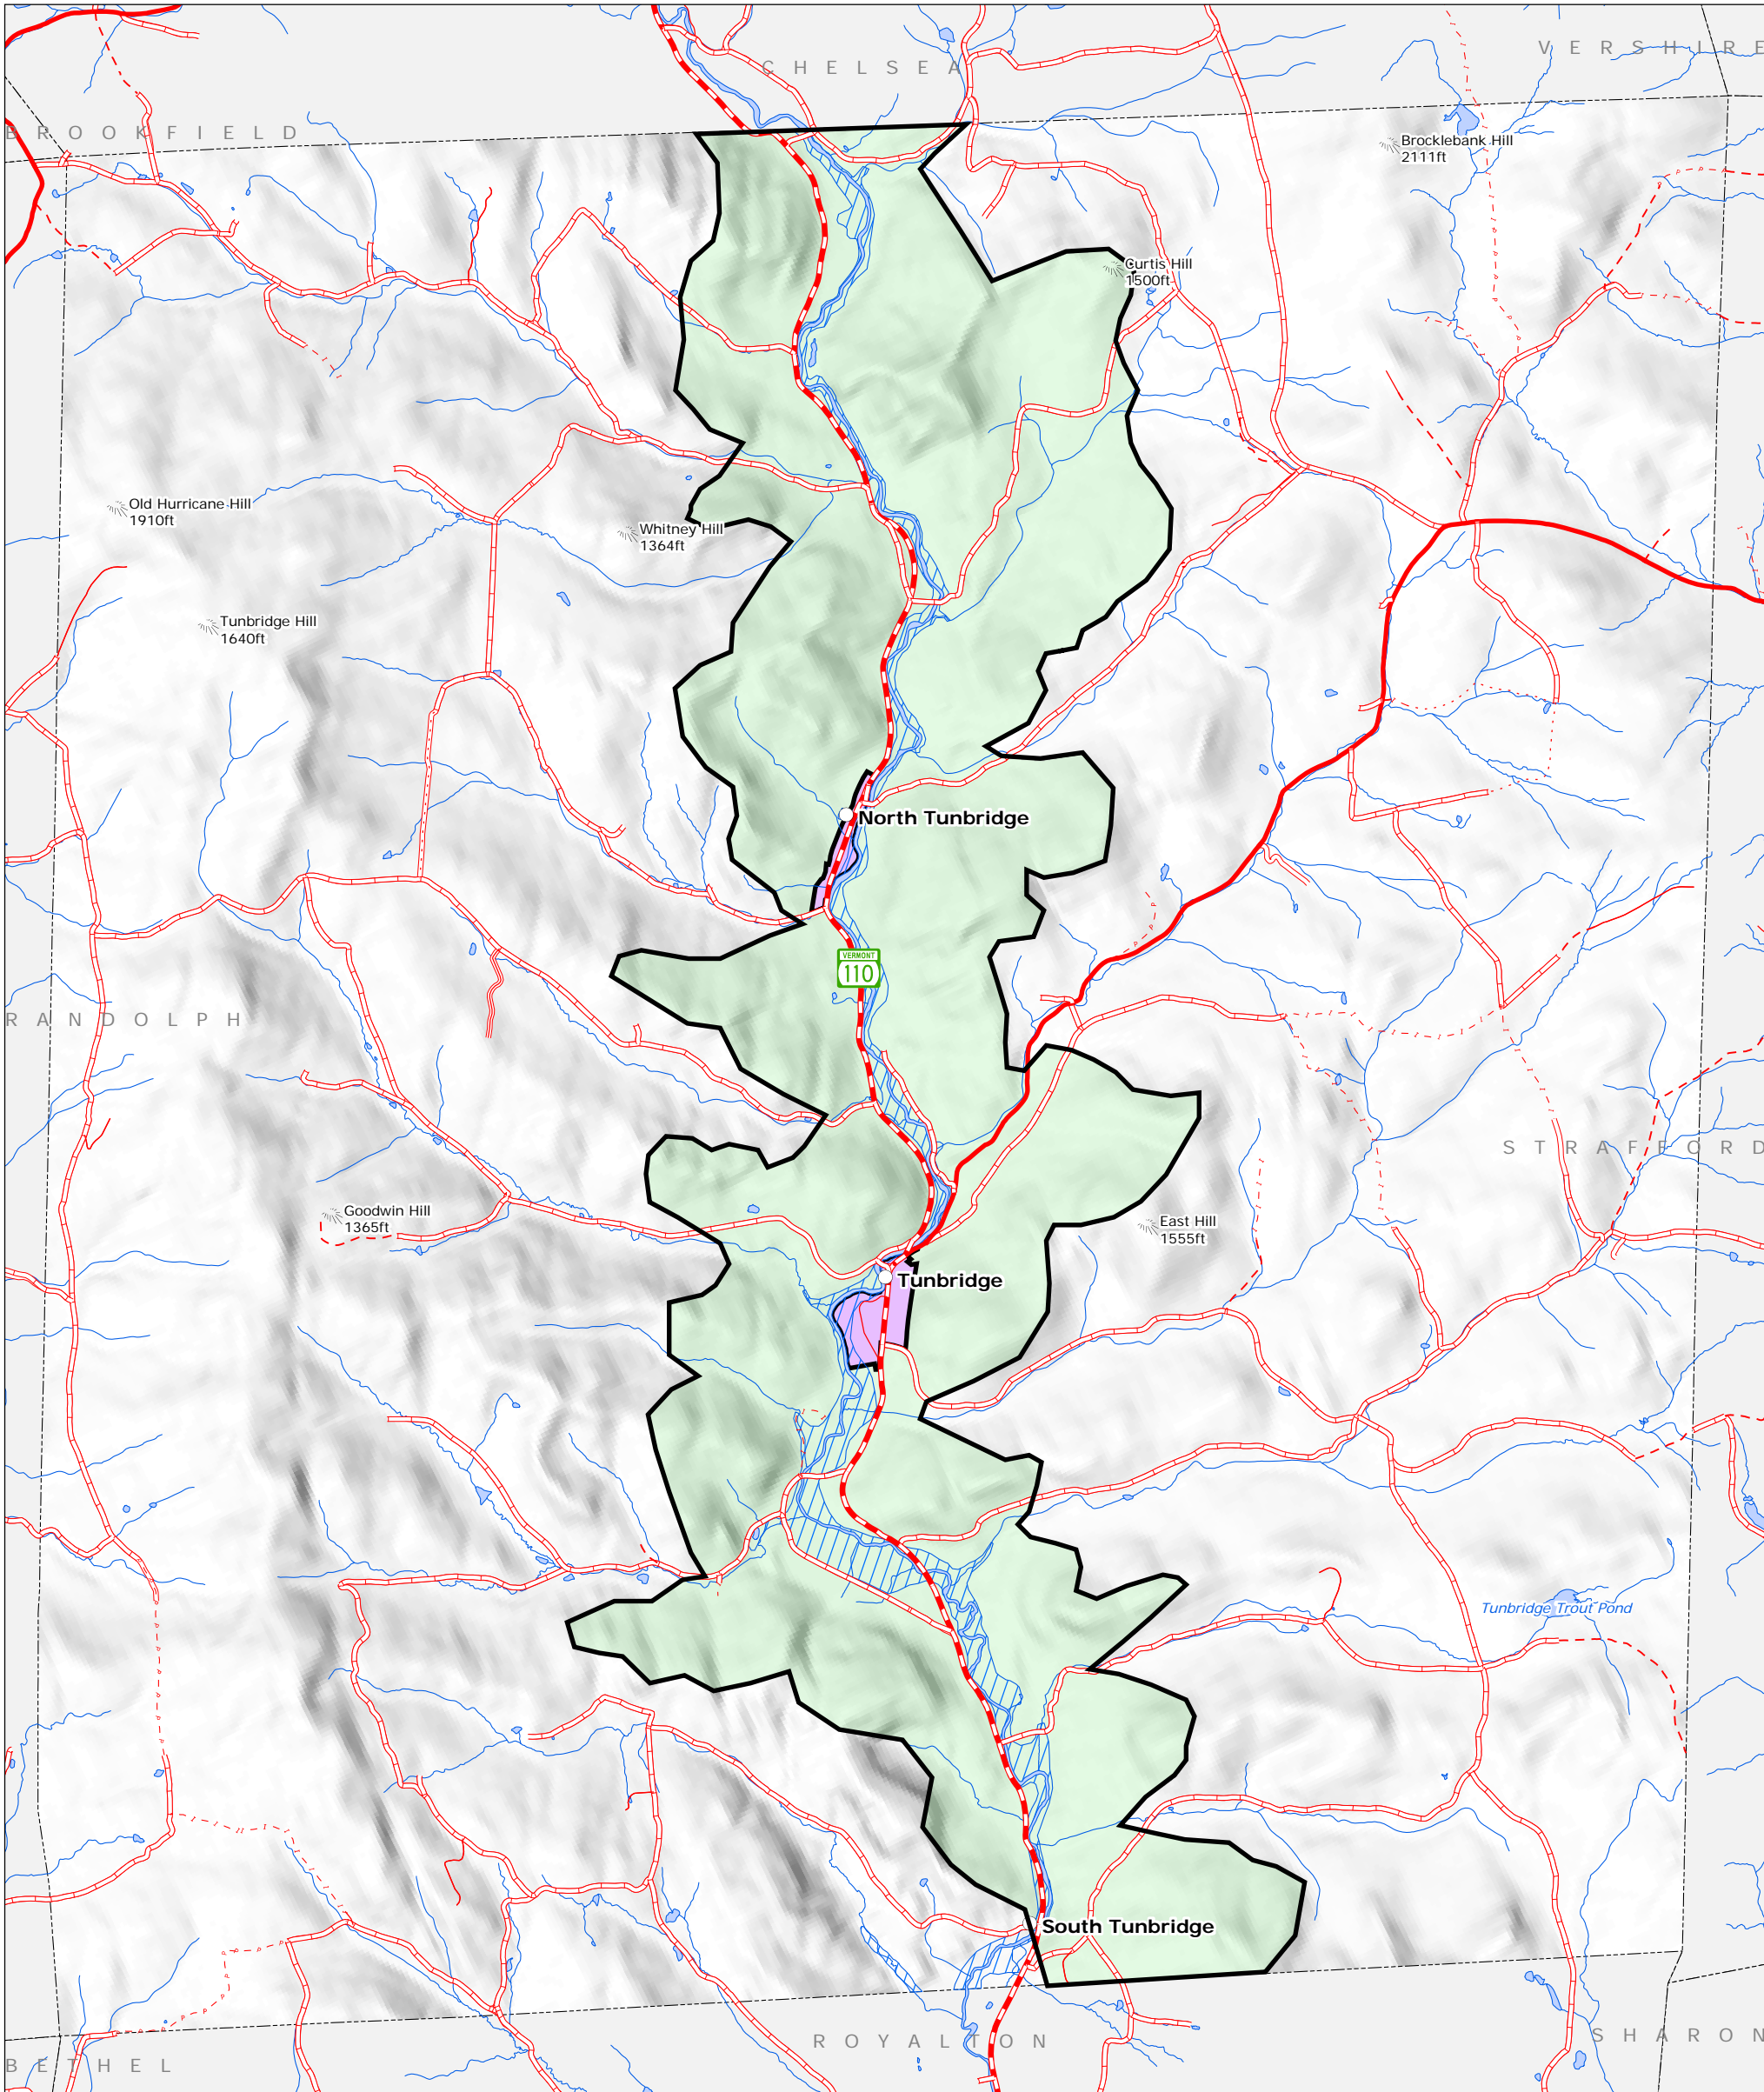 VERSHIRE
CHELSEA
BROOKFIELD
Brocklebank Hill
2111ft
Curtis Hill
1500ft
Old Hurricane Hill
1910ft
Whitney Hill
1364ft
Tunbridge Hill
1640ft
North Tunbridge
VERMONT
110
RANDOLPH
STRAFFORD
Goodwin Hill
1365ft
East Hill
1555ft
Tunbridge
Tunbridge Trout Pond
South Tunbridge
ROYALTON
SHARON
BETHEL